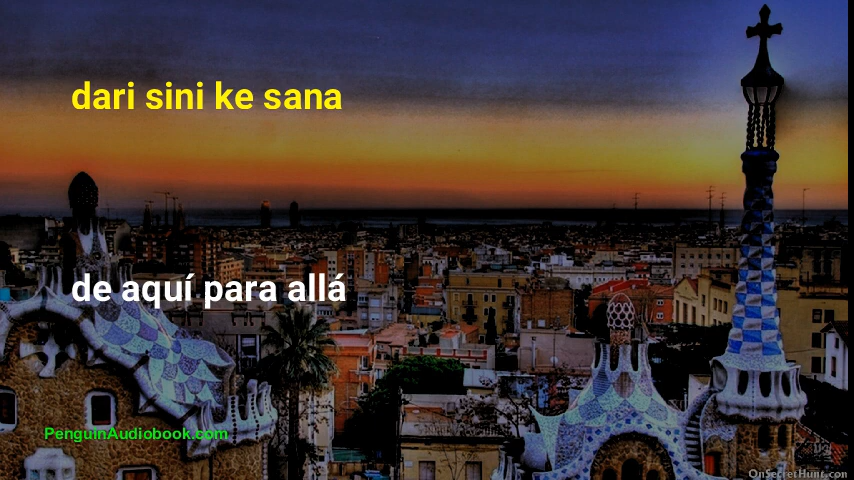 dari sini ke sana
de aquí para allá
PenguinAudiobook.com
OnSecretHunt.com